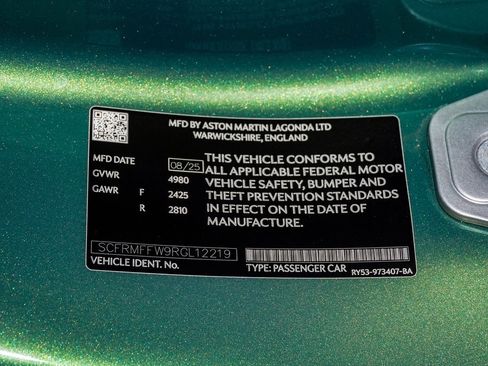 MFD BY ASTON MARTIN LAGONDA LTD
WARWICKSHIRE, ENGLAND
MFD DATE 08/25
GVWR 4980
GAWR F 2425
R 2810
THIS VEHICLE CONFORMS TO
ALL APPLICABLE FEDERAL MOTOR
VEHICLE SAFETY, BUMPER AND
THEFT PREVENTION STANDARDS
IN EFFECT ON THE DATE OF
MANUFACTURE.
SCFRMFFW9RGL12219
VEHICLE IDENT. No.
TYPE: PASSENGER CAR
RY53-973407-BA